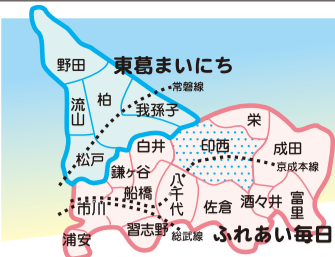 野田
東葛まいにち
常磐線
流山
柏
我孫子
松戸
白井
印西
栄
成田
京成本線
鎌ヶ谷
船橋
八千代
市川
習志野
総武線
佐倉
酒々井
富里
浦安
ふれあい毎日